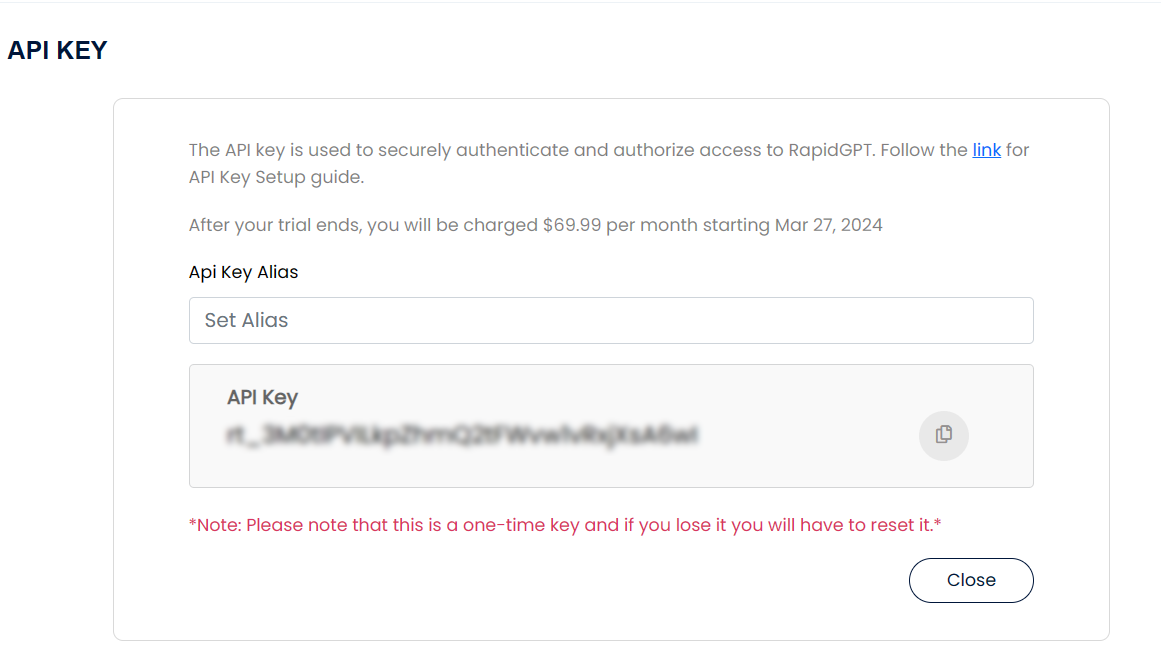 API KEY
The API key is used to securely authenticate and authorize access to RapidGPT. Follow the link for
API Key Setup guide.
After your trial ends, you will be charged $69.99 per month starting Mar 27, 2024
Api Key Alias
Set Alias
API Key
*Note: Please note that this is a one-time key and if you lose it you will have to reset it.*
Close